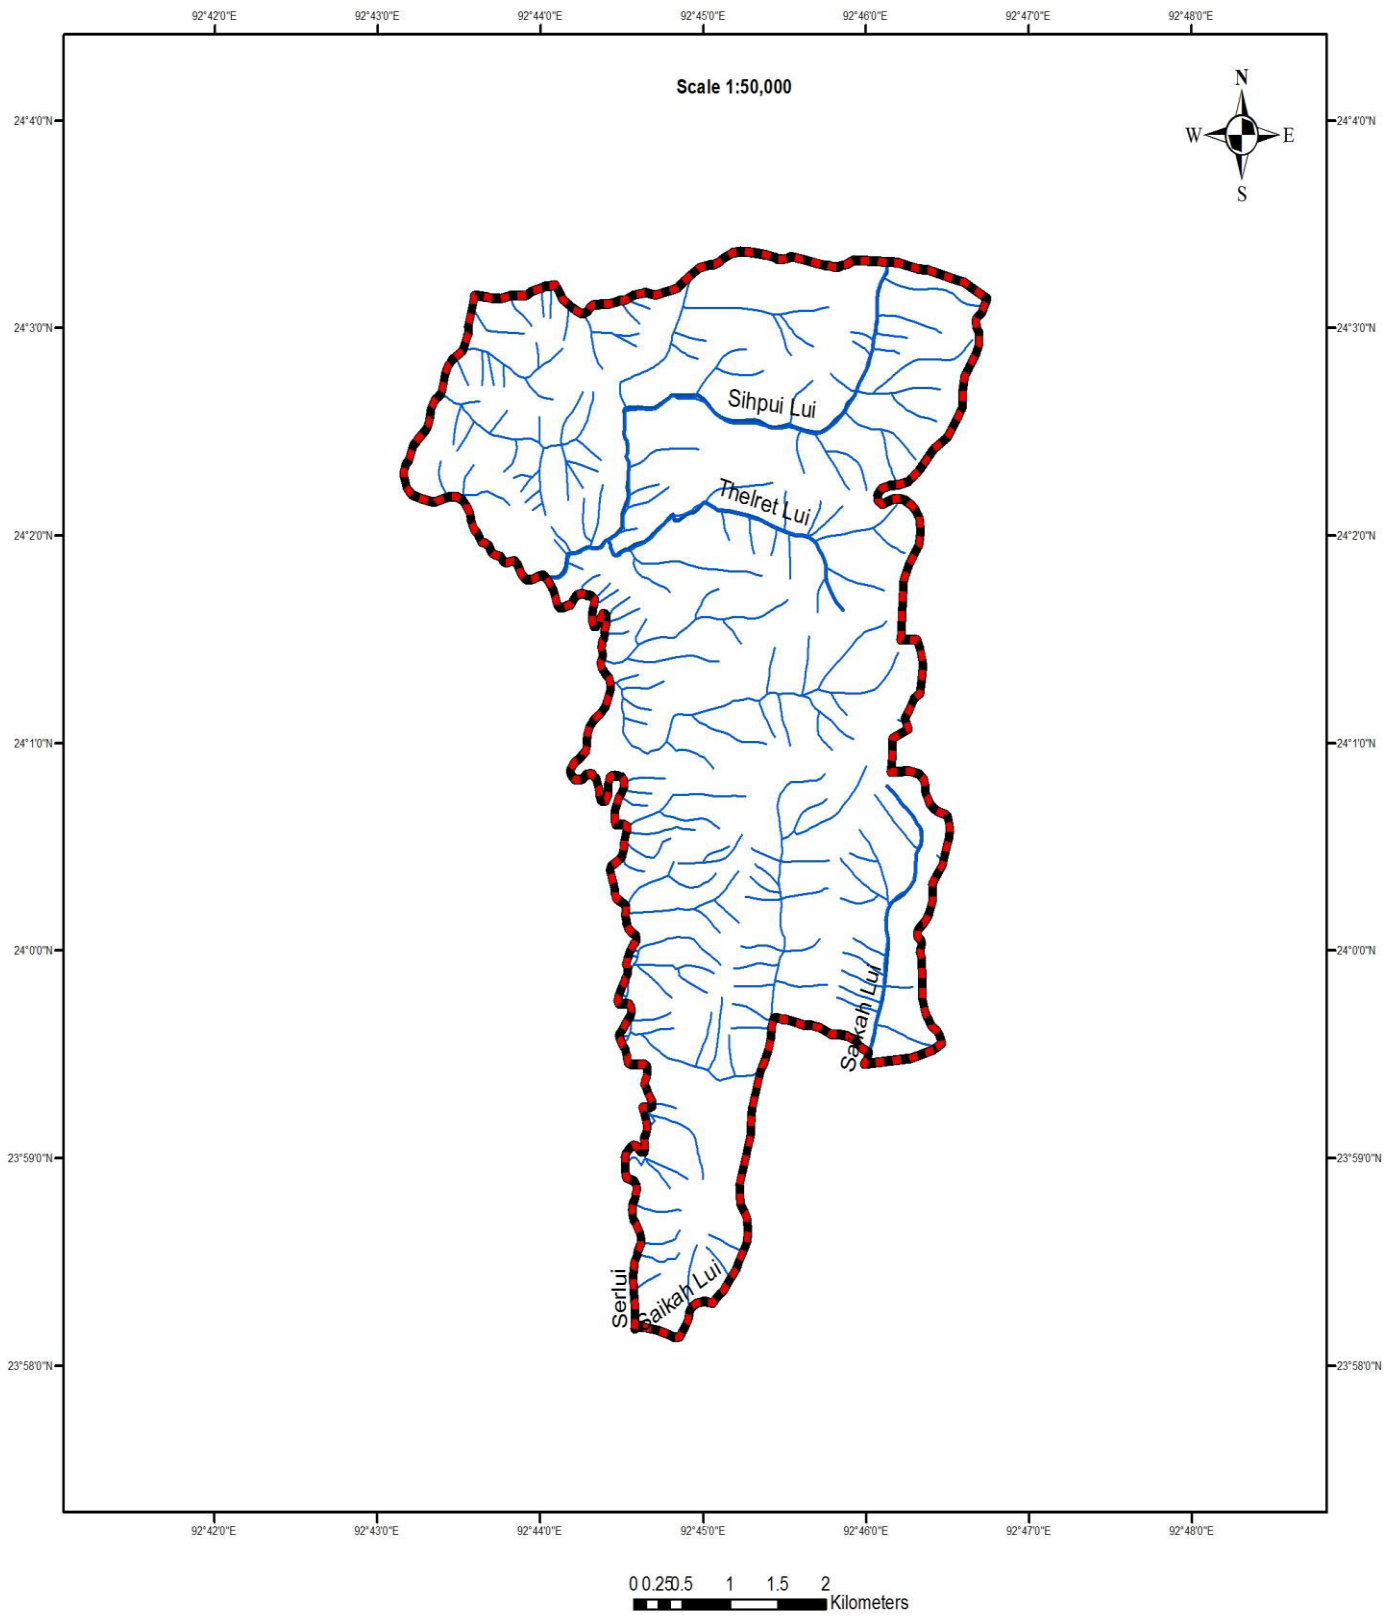 92°42'0"E 92°43'0"E 92°44'0"E 92°45'0"E 92°46'0"E 92°47'0"E 92°48'0"E
Scale 1:50,000
N
W E
S
24°4'0"N 24°4'0"N
24°3'0"N 24°3'0"N
Sihpui Lui
Thelret Lui
24°2'0"N 24°2'0"N
24°1'0"N 24°1'0"N
24°0'0"N 24°0'0"N
Saikah Lui
23°59'0"N 23°59'0"N
Serlui
Saikah Lui
23°58'0"N 23°58'0"N
92°42'0"E 92°43'0"E 92°44'0"E 92°45'0"E 92°46'0"E 92°47'0"E 92°48'0"E
0 0.25 0.5 1 1.5 2
Kilometers